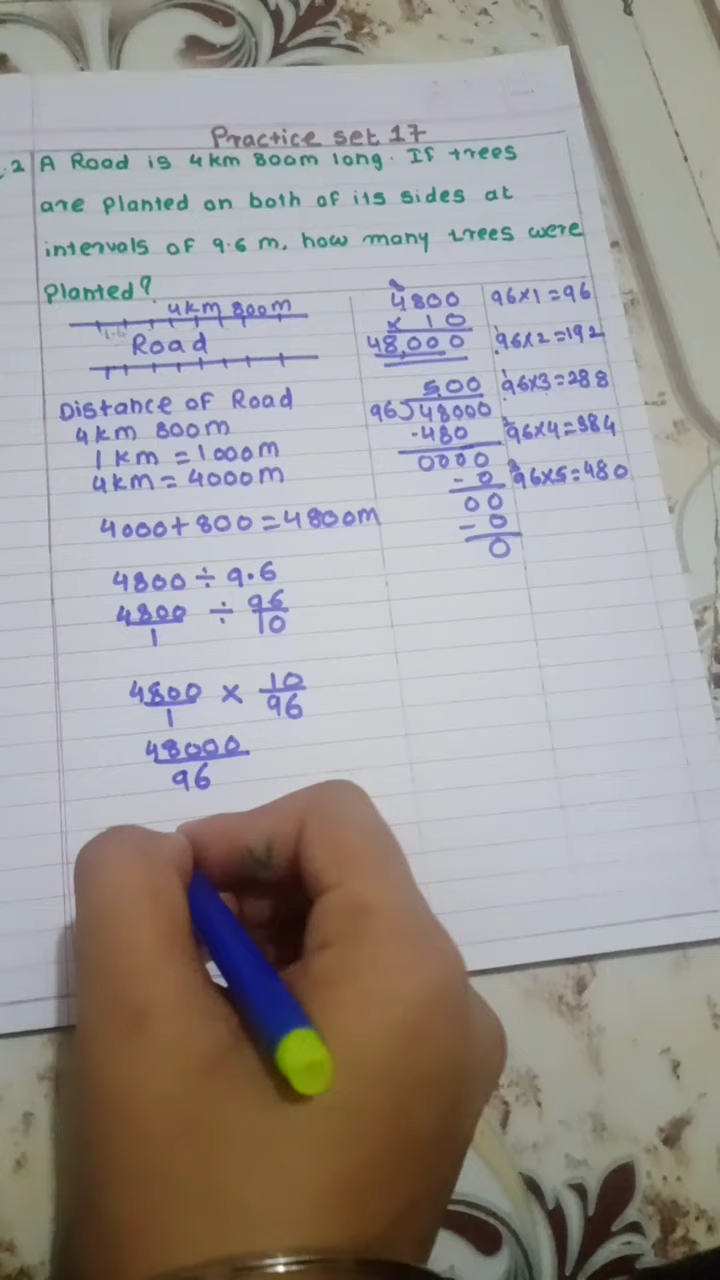 Practice set 17
.2 A Road is 4km 800m long. If trees
are planted on both of its sides at
intervals of 9.6 m, how many trees were
planted?
4km 800m
Road
Distance of Road
4km 800m
1km = 1000m
4km = 4000m
4000 + 800 = 4800m
4800 ÷ 9.6
4800/1 ÷ 96/10
4800/1 × 10/96
48000/96
4800
× 10
48,000
500
96)48000
-480
0000
- 0
00
- 0
0
96×1=96
96×2=192
96×3=288
96×4=384
96×5=480